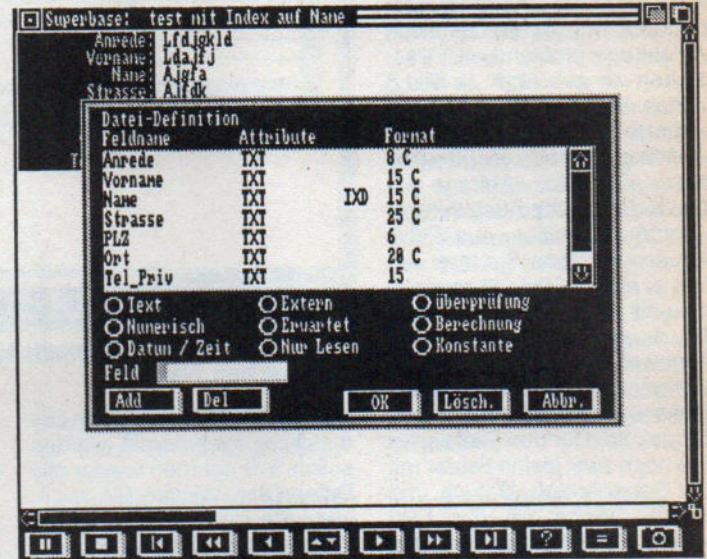 Superbase: test mit Index auf Name
Anrede: Lfdjgkld
Vorname: Ldajfj
Name: Ajgfa
Strasse: Ajfdk
Datei-Definition
Feldname Attribute Format
Anrede TXT 8 C
Vorname TXT 15 C
Name TXT IXD 15 C
Strasse TXT 25 C
PLZ TXT 6
Ort TXT 20 C
Tel_Priv TXT 15
Text Extern überprüfung
Numerisch Erwartet Berechnung
Datum / Zeit Nur Lesen Konstante
Feld
Add Del OK Lösch. Abbr.
? =